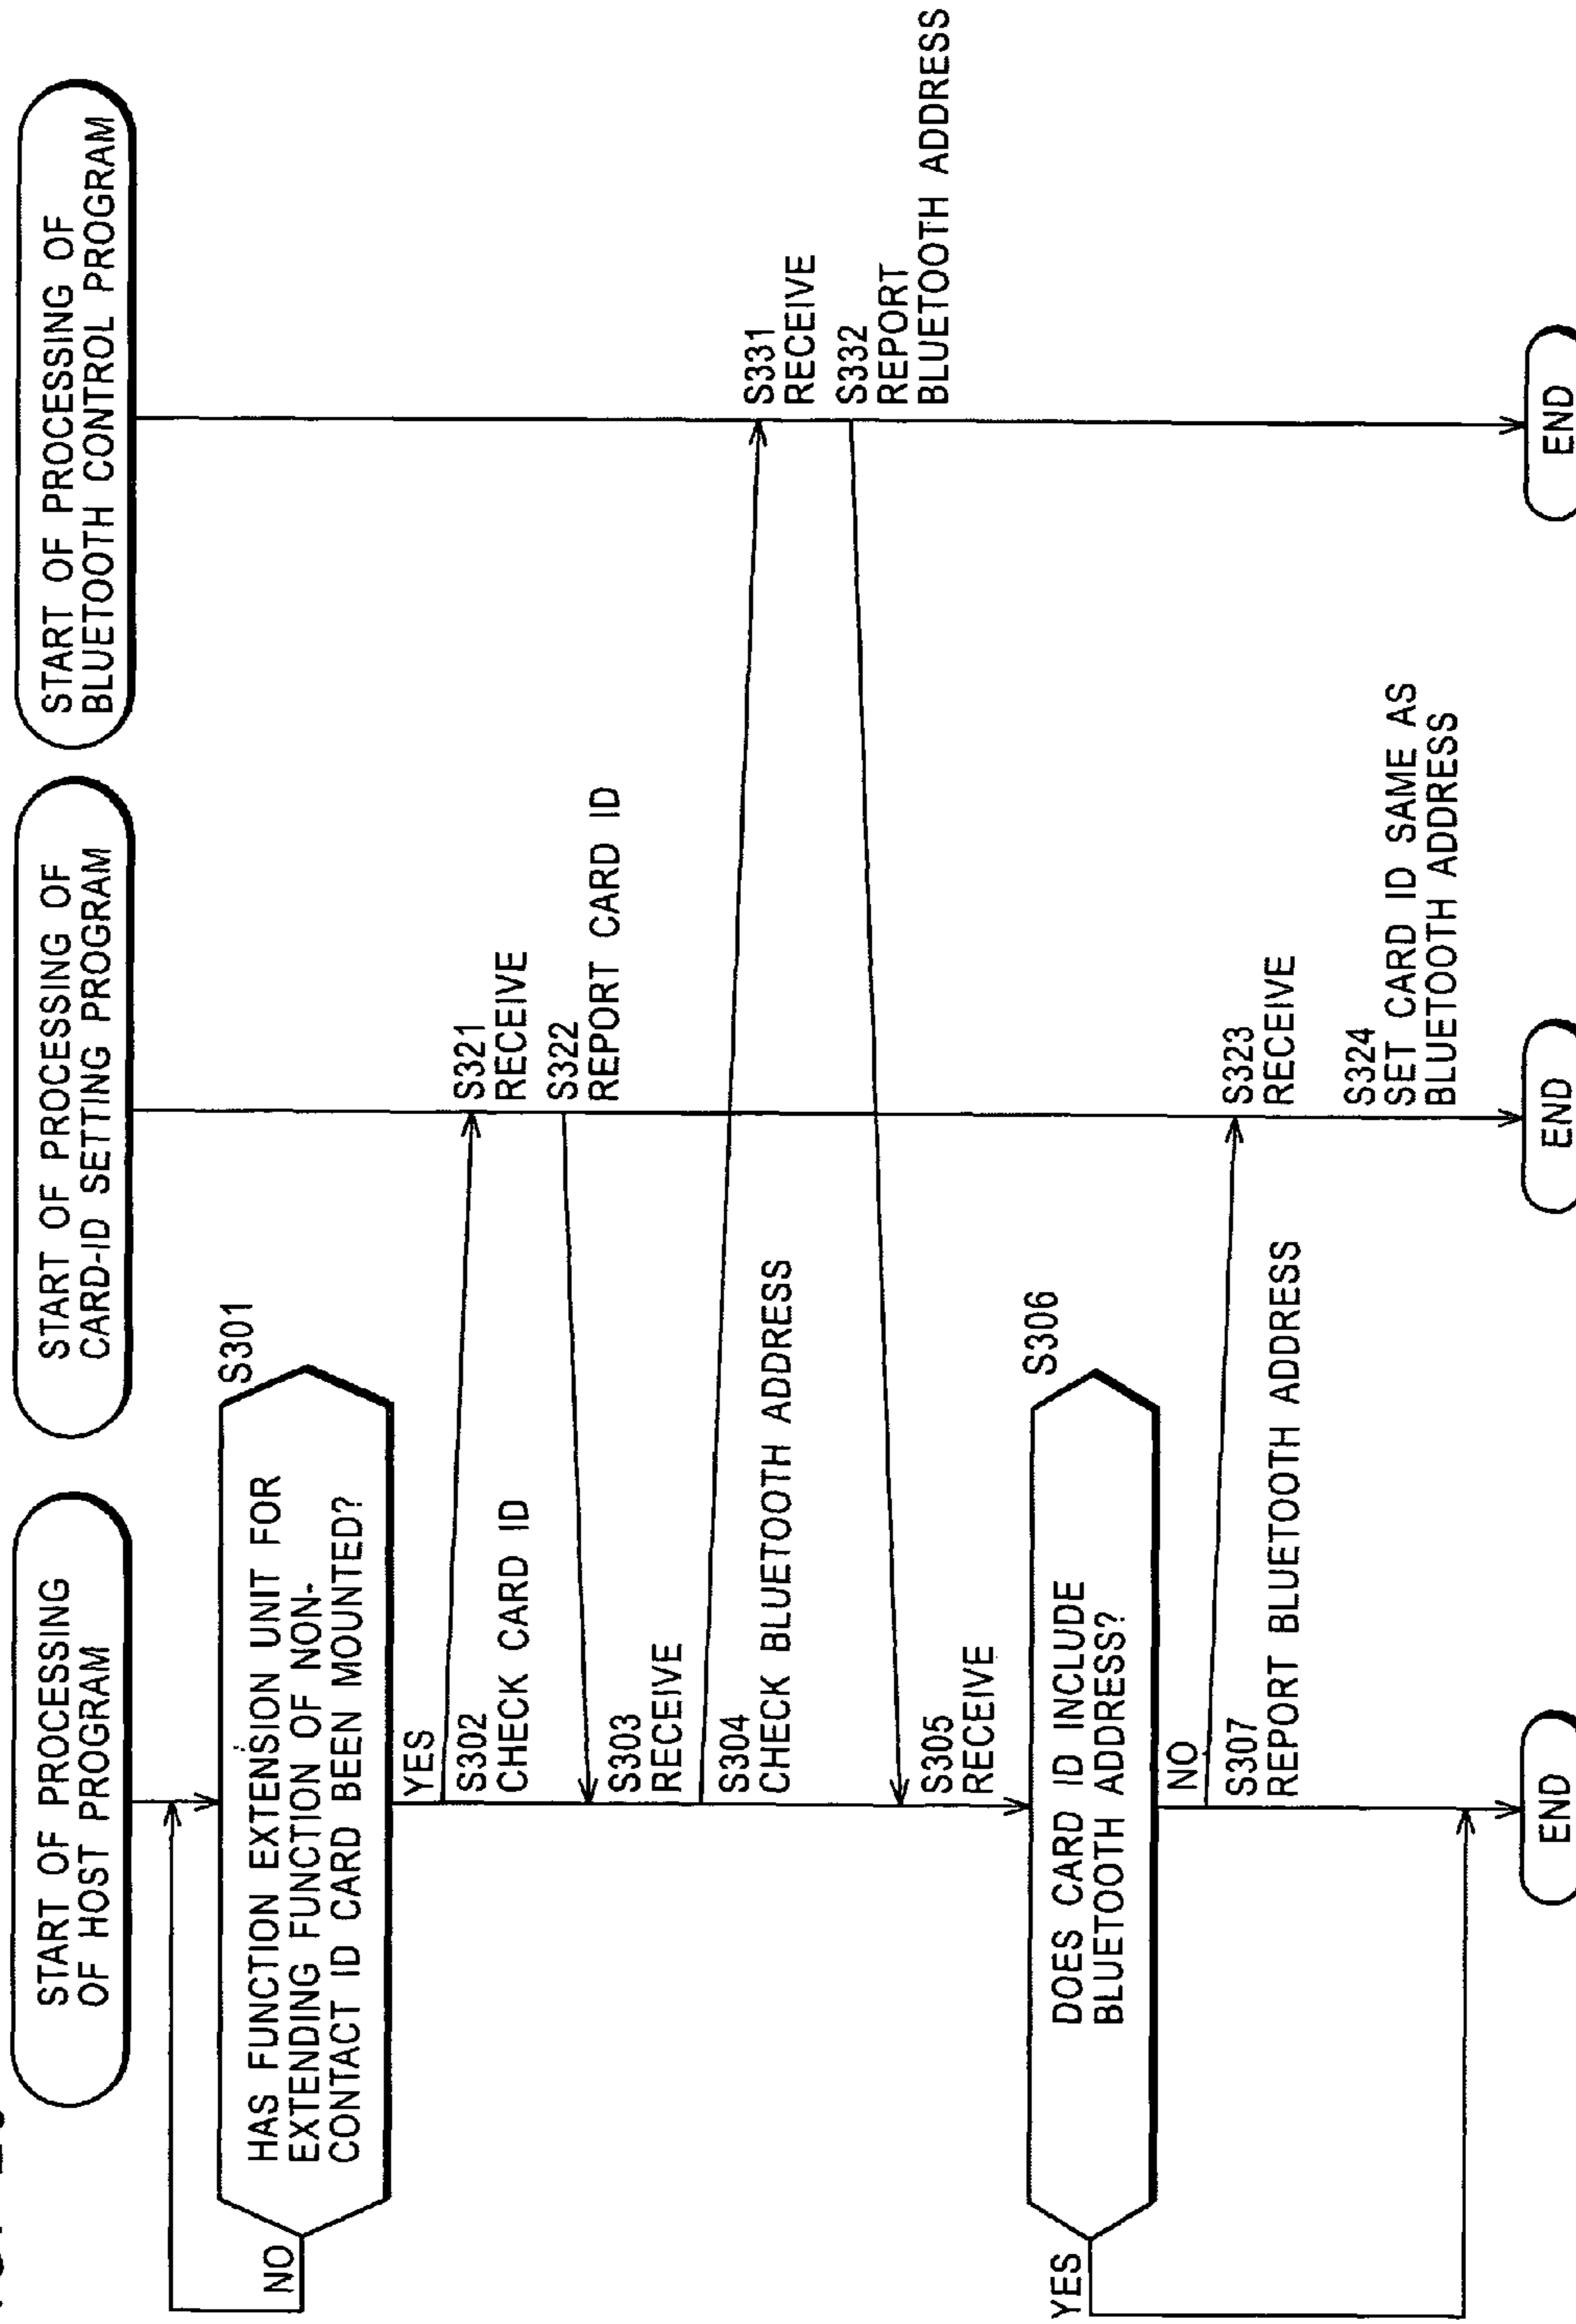 START OF PROCESSING
OF HOST PROGRAM
START OF PROCESSING OF
CARD-ID SETTING PROGRAM
START OF PROCESSING OF
BLUETOOTH CONTROL PROGRAM
S301
HAS FUNCTION EXTENSION UNIT FOR
EXTENDING FUNCTION OF NON-
CONTACT ID CARD BEEN MOUNTED?
NO
YES
S302
CHECK CARD ID
S321
RECEIVE
S322
REPORT CARD ID
S303
RECEIVE
S304
CHECK BLUETOOTH ADDRESS
S331
RECEIVE
S332
REPORT
BLUETOOTH ADDRESS
S305
RECEIVE
S306
DOES CARD ID INCLUDE
BLUETOOTH ADDRESS?
YES
NO
S307
REPORT BLUETOOTH ADDRESS
S323
RECEIVE
S324
SET CARD ID SAME AS
BLUETOOTH ADDRESS
END
END
END